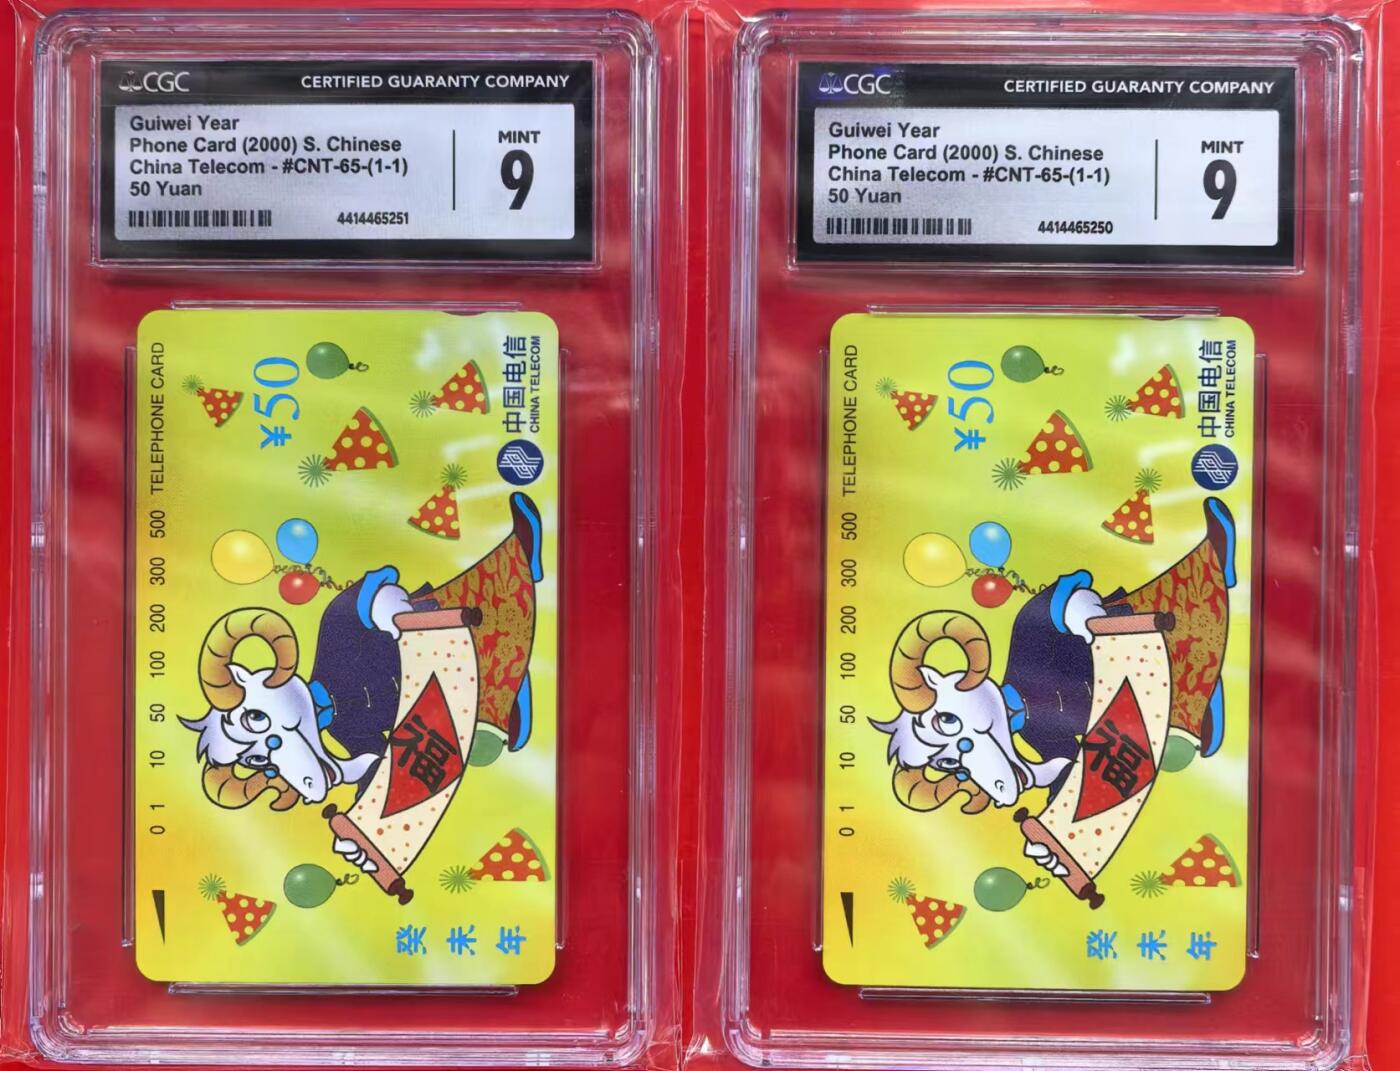 CGC CERTIFIED GUARANTY COMPANY
Guiwei Year
Phone Card (2000) S. Chinese
China Telecom - #CNT-65-(1-1)
50 Yuan
4414465251
MINT
9
TELEPHONE CARD
0 1 10 50 100 200 300 500
¥50
中国电信
CHINA TELECOM
福
癸未年
CGC CERTIFIED GUARANTY COMPANY
Guiwei Year
Phone Card (2000) S. Chinese
China Telecom - #CNT-65-(1-1)
50 Yuan
4414465250
MINT
9
TELEPHONE CARD
0 1 10 50 100 200 300 500
¥50
中国电信
CHINA TELECOM
福
癸未年